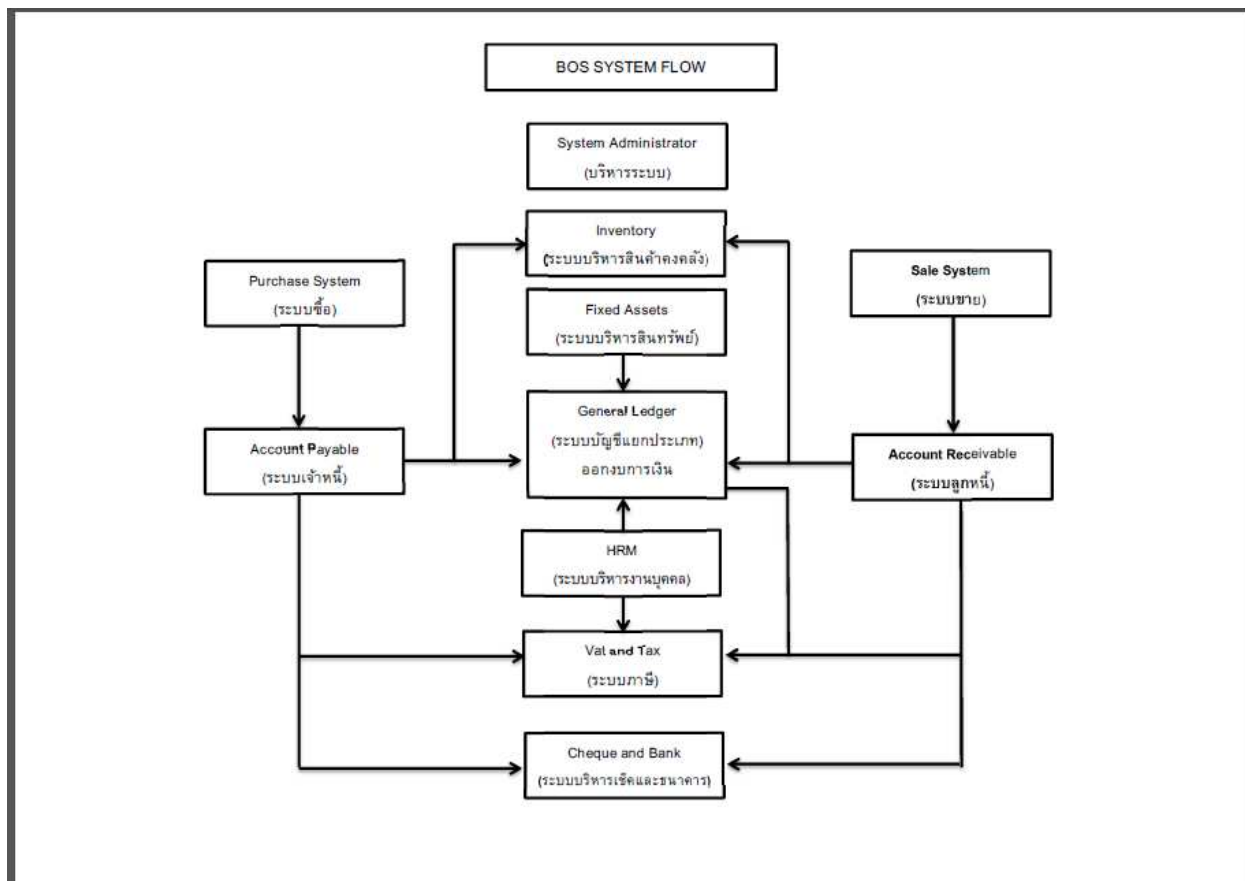 BOS SYSTEM FLOW
System Administrator
(บริหารระบบ)
Inventory
(ระบบบริหารสินค้าคงคลัง)
Purchase System
(ระบบซื้อ)
Sale System
(ระบบขาย)
Fixed Assets
(ระบบบริหารสินทรัพย์)
General Ledger
(ระบบบัญชีแยกประเภท)
ออกงบการเงิน
Account Payable
(ระบบเจ้าหนี้)
Account Receivable
(ระบบลูกหนี้)
HRM
(ระบบบริหารงานบุคคล)
Vat and Tax
(ระบบภาษี)
Cheque and Bank
(ระบบบริหารเช็คและธนาคาร)